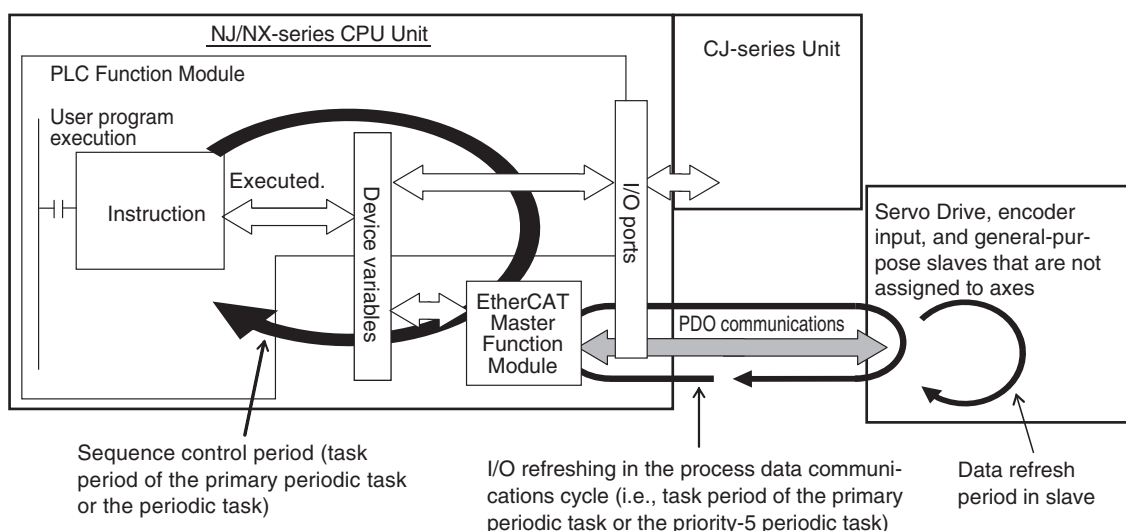 NJ/NX-series CPU Unit
CJ-series Unit
PLC Function Module
User program
execution
Executed.
Instruction
Device variables
I/O ports
EtherCAT
Master
Function
Module
PDO communications
Servo Drive, encoder
input, and general-pur-
pose slaves that are not
assigned to axes
Sequence control period (task
period of the primary periodic task
or the periodic task)
I/O refreshing in the process data communi-
cations cycle (i.e., task period of the primary
periodic task or the priority-5 periodic task)
Data refresh
period in slave